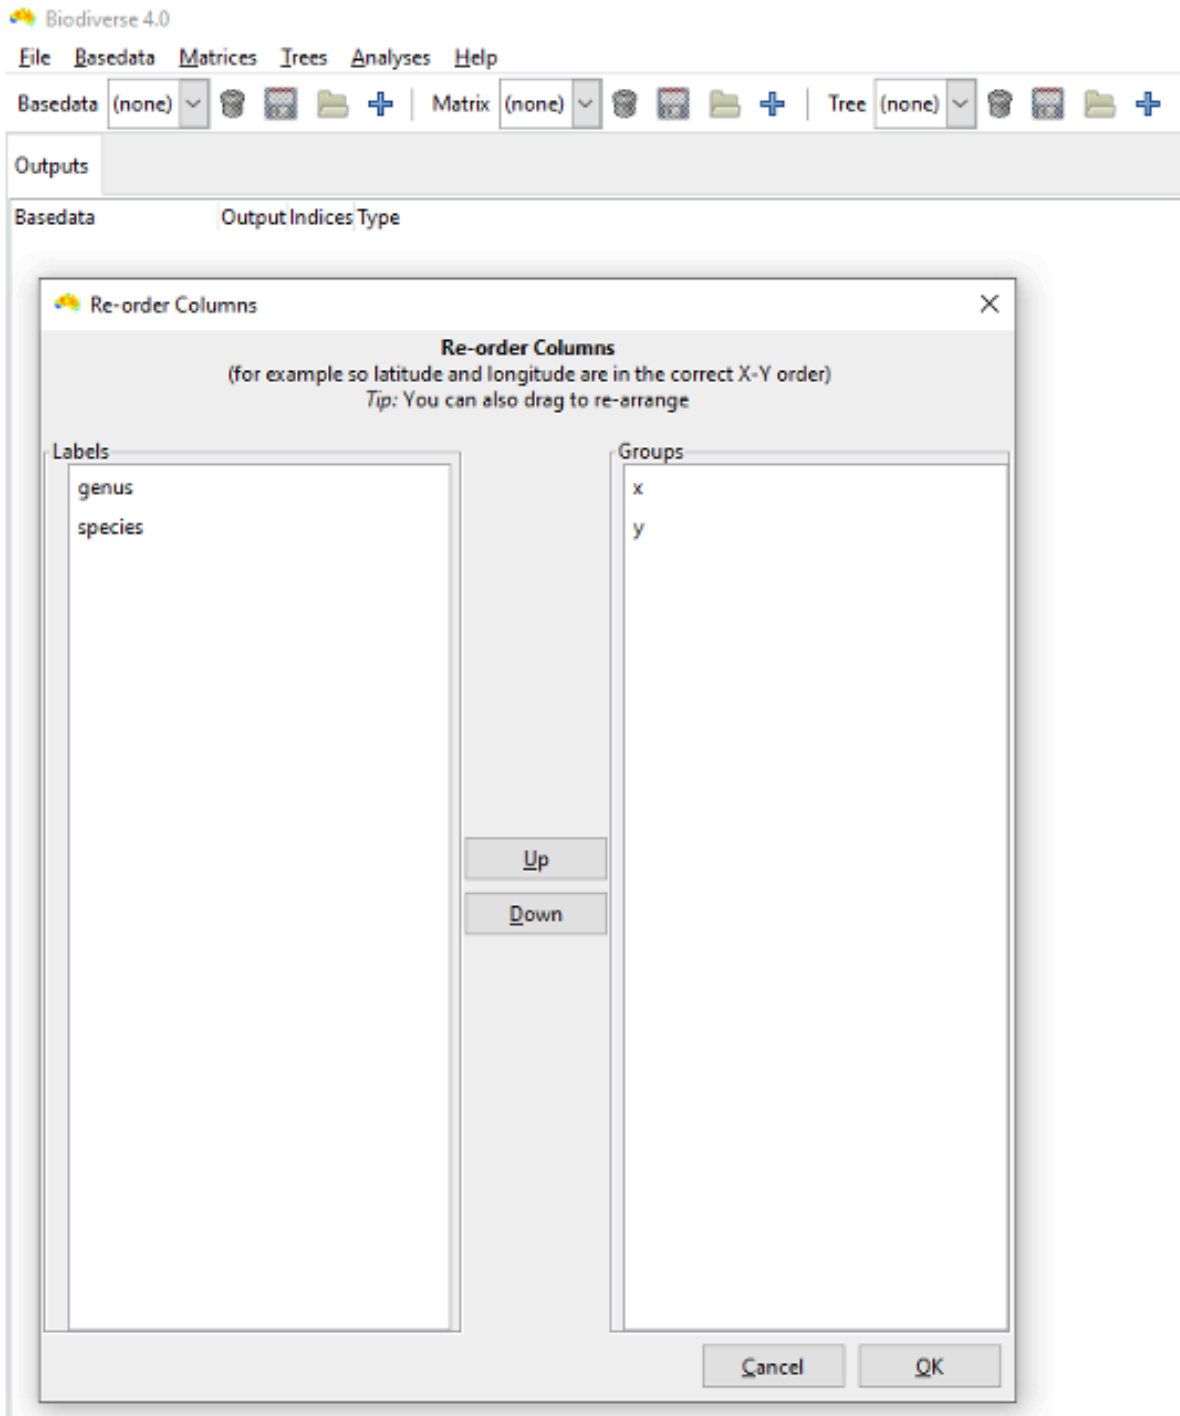 Biodiverse 4.0
File Basedata Matrices Trees Analyses Help
Basedata (none) Matrix (none) Tree (none)
Outputs
Basedata Output Indices Type
Re-order Columns
Re-order Columns
(for example so latitude and longitude are in the correct X-Y order)
Tip: You can also drag to re-arrange
Labels Groups
genus x
species y
Up
Down
Cancel OK